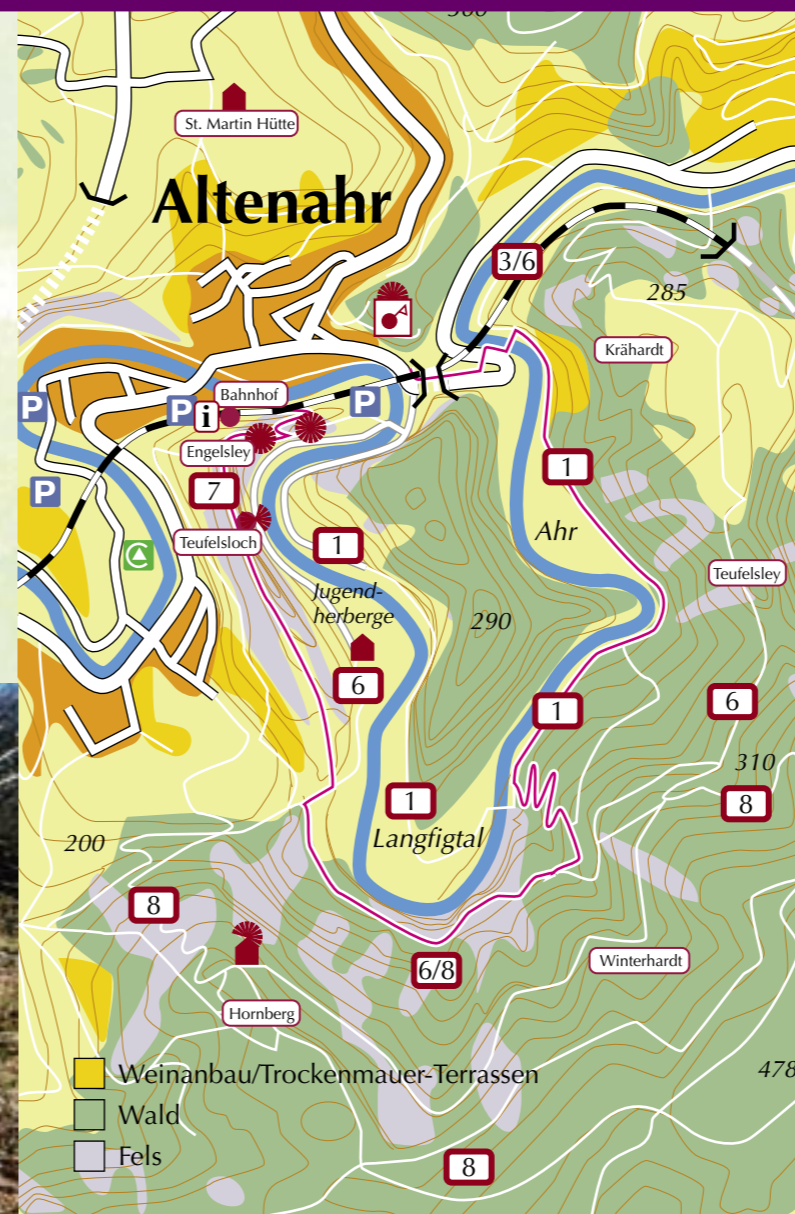 St. Martin Hütte
Altenahr
3/6
285
Krähardt
P
Bahnhof
P
i
P
Engelsley
1
P
7
Ahr
Teufelsloch
1
Teufelsley
Jugend-
herberge
290
6
6
1
310
1
8
Langfigtal
200
8
6/8
Winterhardt
Hornberg
478
Weinanbau/Trockenmauer-Terrassen
Wald
Fels
8